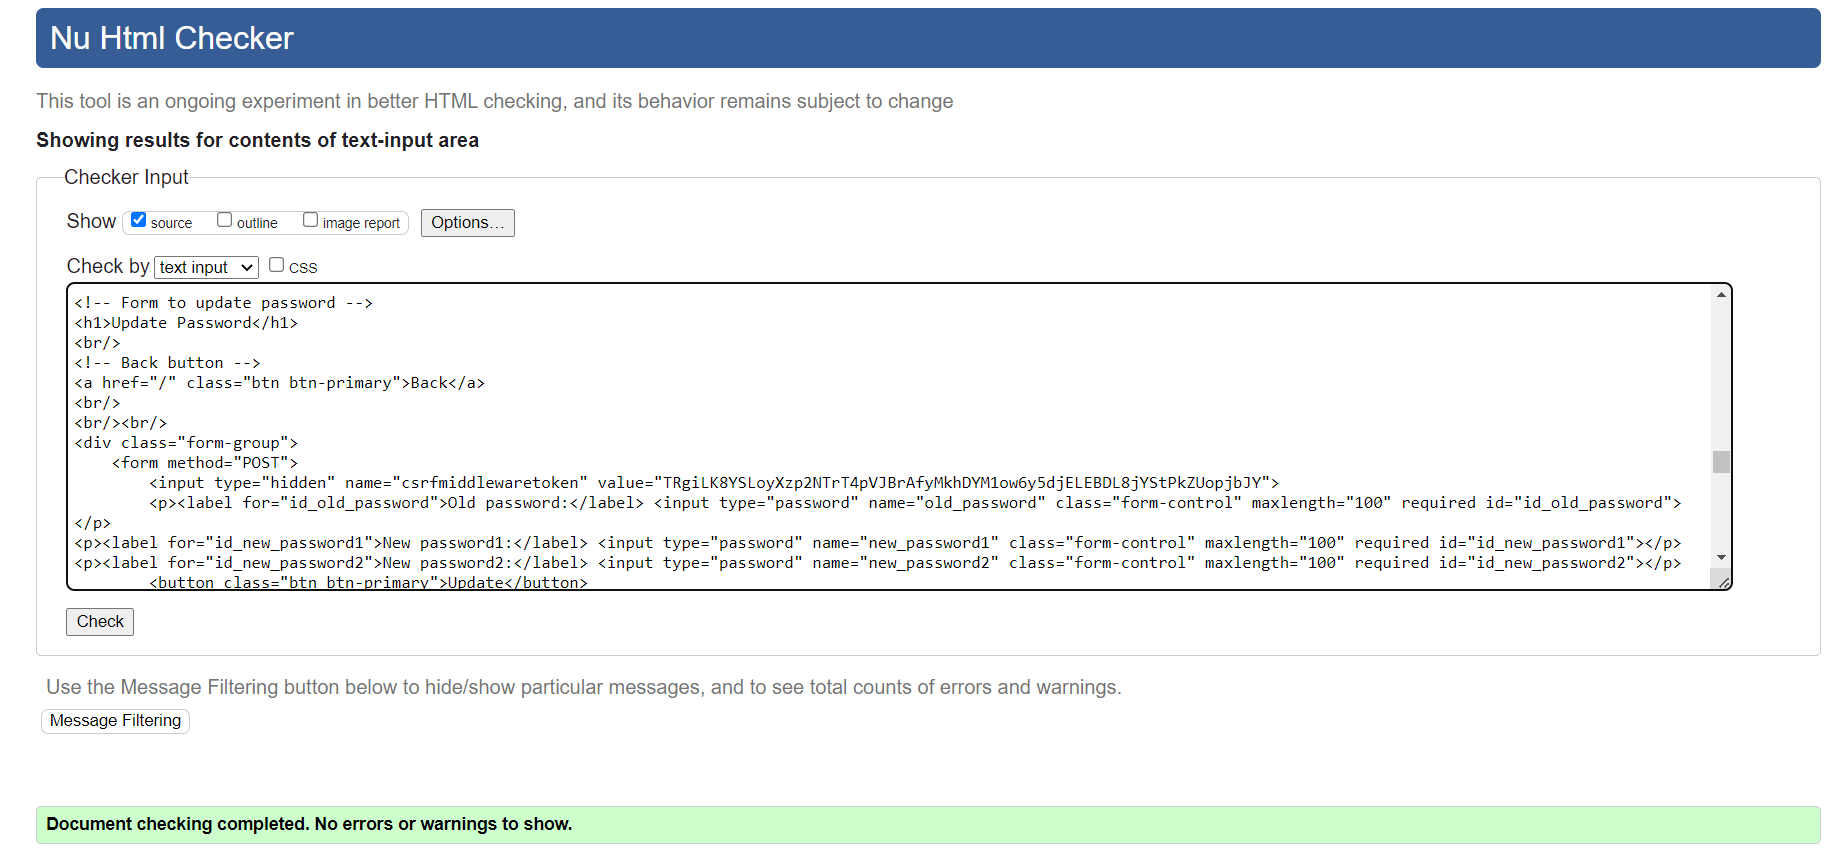 Nu Html Checker
This tool is an ongoing experiment in better HTML checking, and its behavior remains subject to change
Showing results for contents of text-input area
Checker Input
Show source outline image report Options...
Check by text input CSS
<!-- Form to update password -->
<h1>Update Password</h1>
<br/>
<!-- Back button -->
<a href="/" class="btn btn-primary">Back</a>
<br/>
<br/><br/>
<div class="form-group">
    <form method="POST">
        <input type="hidden" name="csrfmiddlewaretoken" value="TRgiLK8YSLoyXzp2NTrT4pVJBrAfyMkhDYM1ow6y5djELEBDL8jYStPkZUopjbJY">
        <p><label for="id_old_password">Old password:</label> <input type="password" name="old_password" class="form-control" maxlength="100" required id="id_old_password">
</p>
<p><label for="id_new_password1">New password1:</label> <input type="password" name="new_password1" class="form-control" maxlength="100" required id="id_new_password1"></p>
<p><label for="id_new_password2">New password2:</label> <input type="password" name="new_password2" class="form-control" maxlength="100" required id="id_new_password2"></p>
        <button class="btn btn-primary">Update</button>
Check
Use the Message Filtering button below to hide/show particular messages, and to see total counts of errors and warnings.
Message Filtering
Document checking completed. No errors or warnings to show.